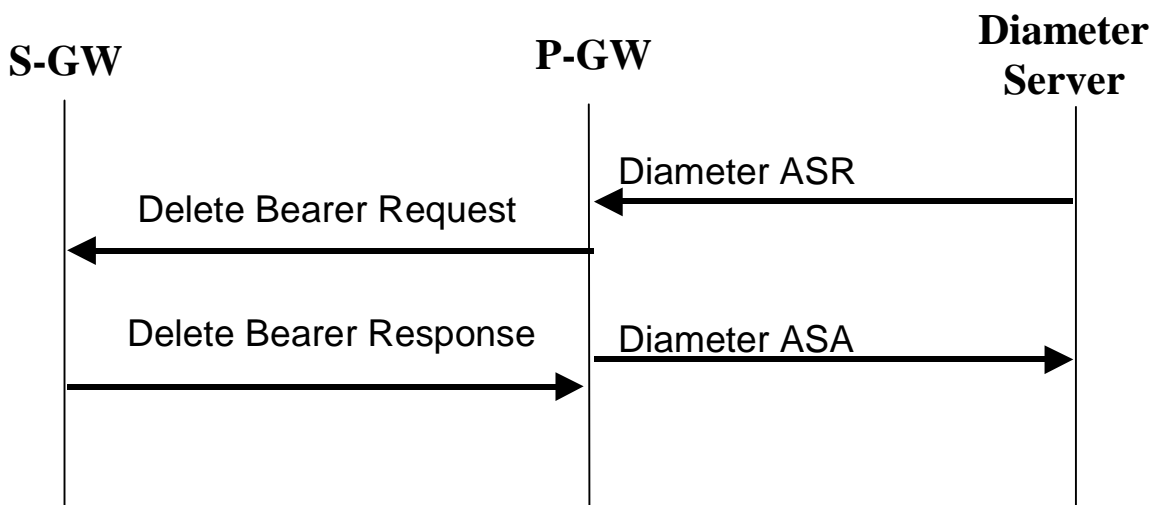 S-GW
P-GW
Diameter
Server
Diameter ASR
Delete Bearer Request
Delete Bearer Response
Diameter ASA